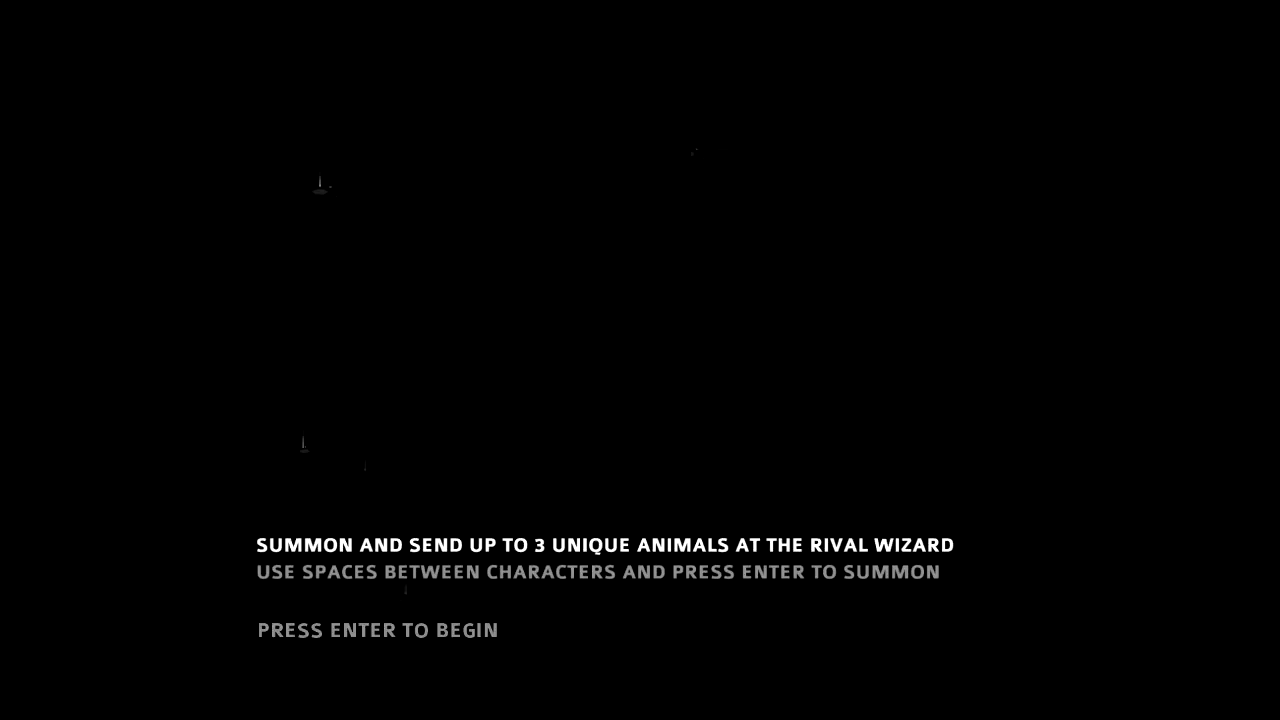 SUMMON AND SEND UP TO 3 UNIQUE ANIMALS AT THE RIVAL WIZARD
USE SPACES BETWEEN CHARACTERS AND PRESS ENTER TO SUMMON
PRESS ENTER TO BEGIN